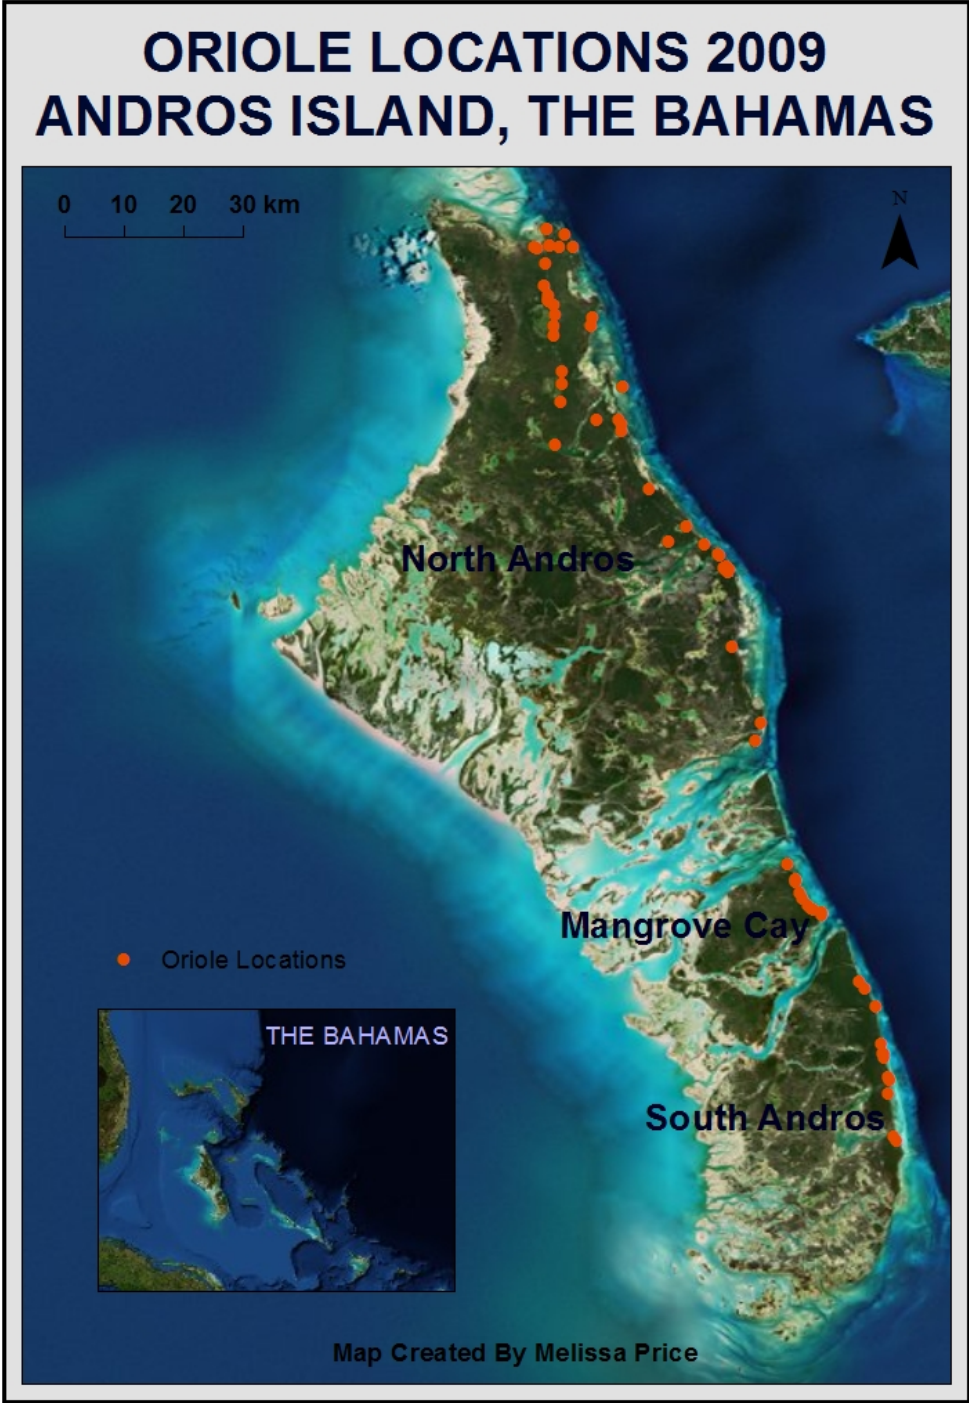 ORIOLE LOCATIONS 2009
ANDROS ISLAND, THE BAHAMAS
0 10 20 30 km
N
North Andros
Mangrove Cay
Oriole Locations
THE BAHAMAS
South Andros
Map Created By Melissa Price